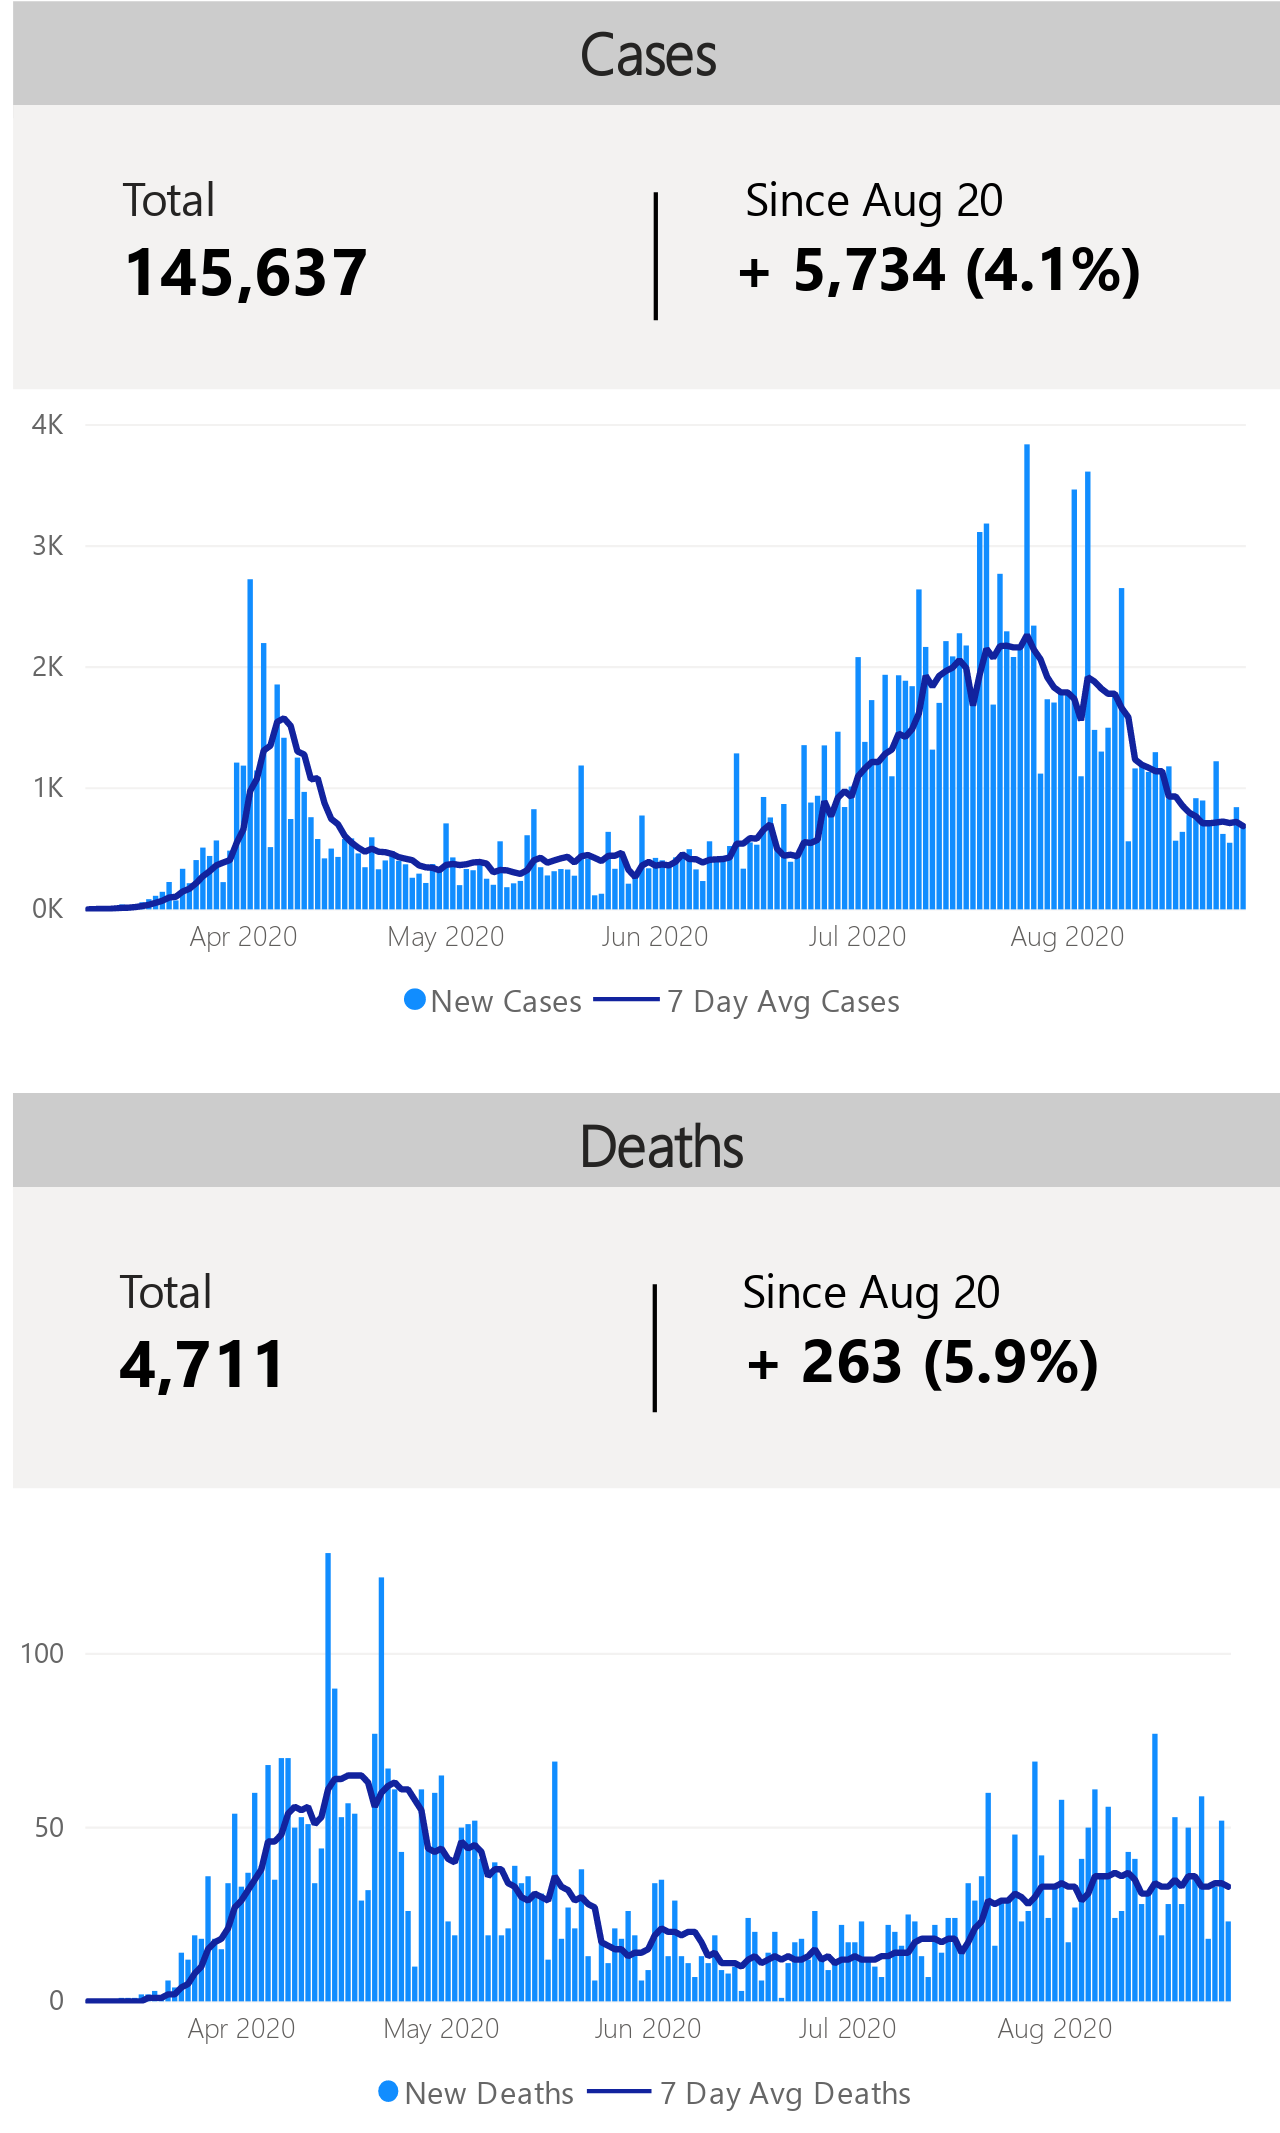 Cases
Total
Since Aug 20
145,637
+ 5,734 (4.1%)
4K
3K
2K
1K
0K
Apr 2020
May 2020
Jun 2020
Jul 2020
Aug 2020
New Cases
7 Day Avg Cases
Deaths
Total
Since Aug 20
4,711
+ 263 (5.9%)
100
50
0
Apr 2020
May 2020
Jun 2020
Jul 2020
Aug 2020
New Deaths
7 Day Avg Deaths